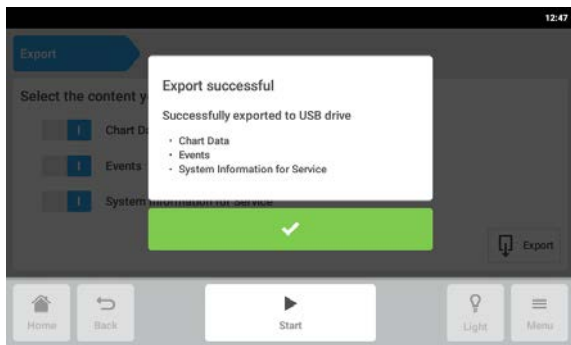 12:47
Export
Select the content y
Chart Da
Events
System Information for Service
Export successful
Successfully exported to USB drive
· Chart Data
· Events
· System Information for Service
Export
Home
Back
Start
Light
Menu